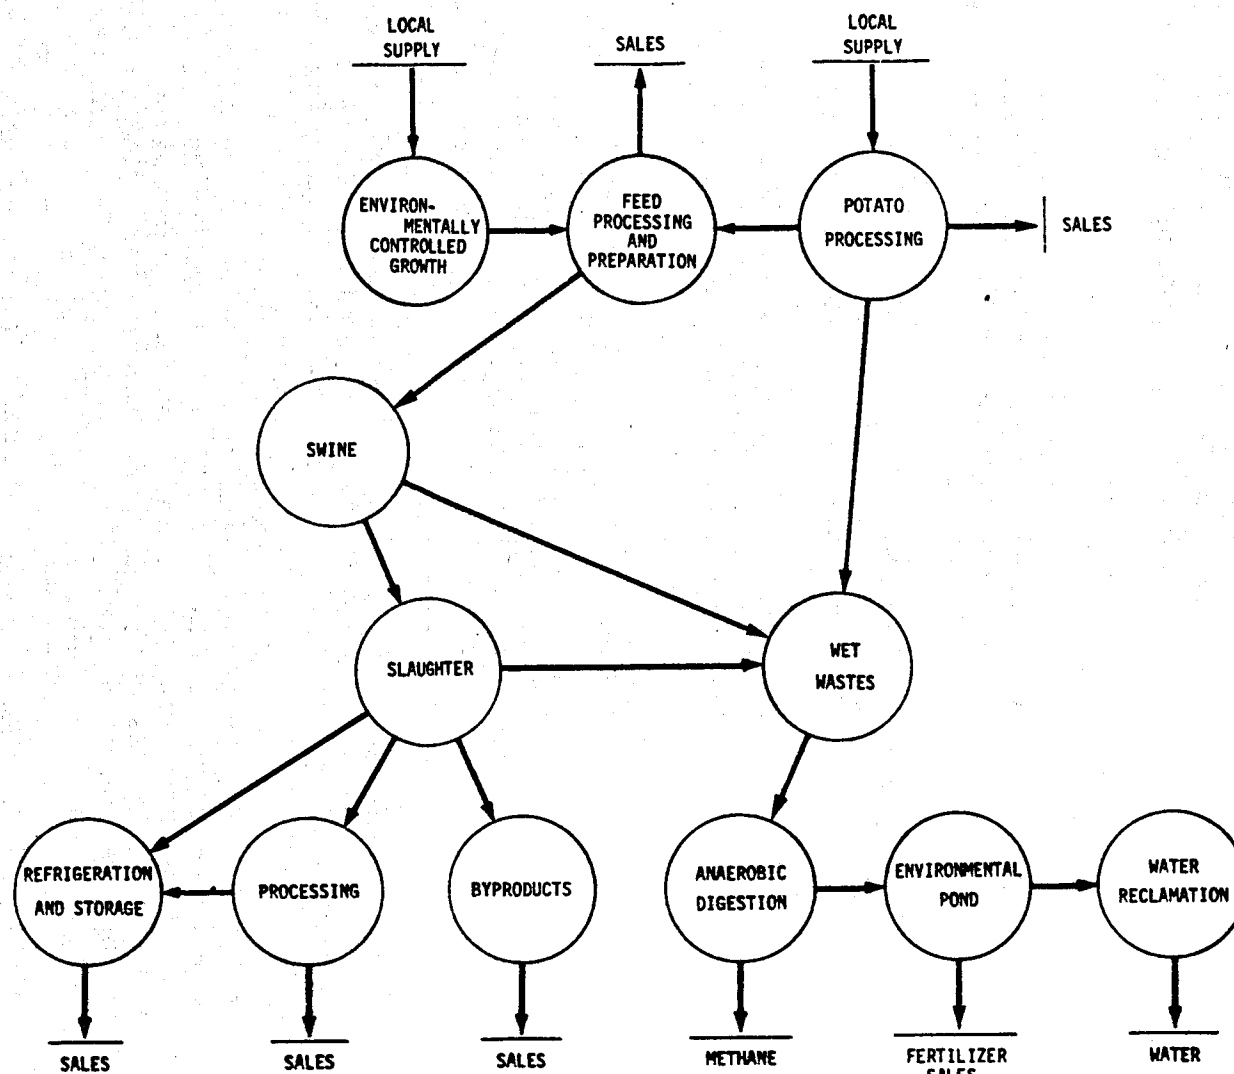 LOCAL
SUPPLY
SALES
LOCAL
SUPPLY
ENVIRON-
MENTALLY
CONTROLLED
GROWTH
FEED
PROCESSING
AND
PREPARATION
POTATO
PROCESSING
SALES
SWINE
SLAUGHTER
WET
WASTES
REFRIGERATION
AND STORAGE
PROCESSING
BYPRODUCTS
ANAEROBIC
DIGESTION
ENVIRONMENTAL
POND
WATER
RECLAMATION
SALES
SALES
SALES
METHANE
FERTILIZER
SALES
WATER